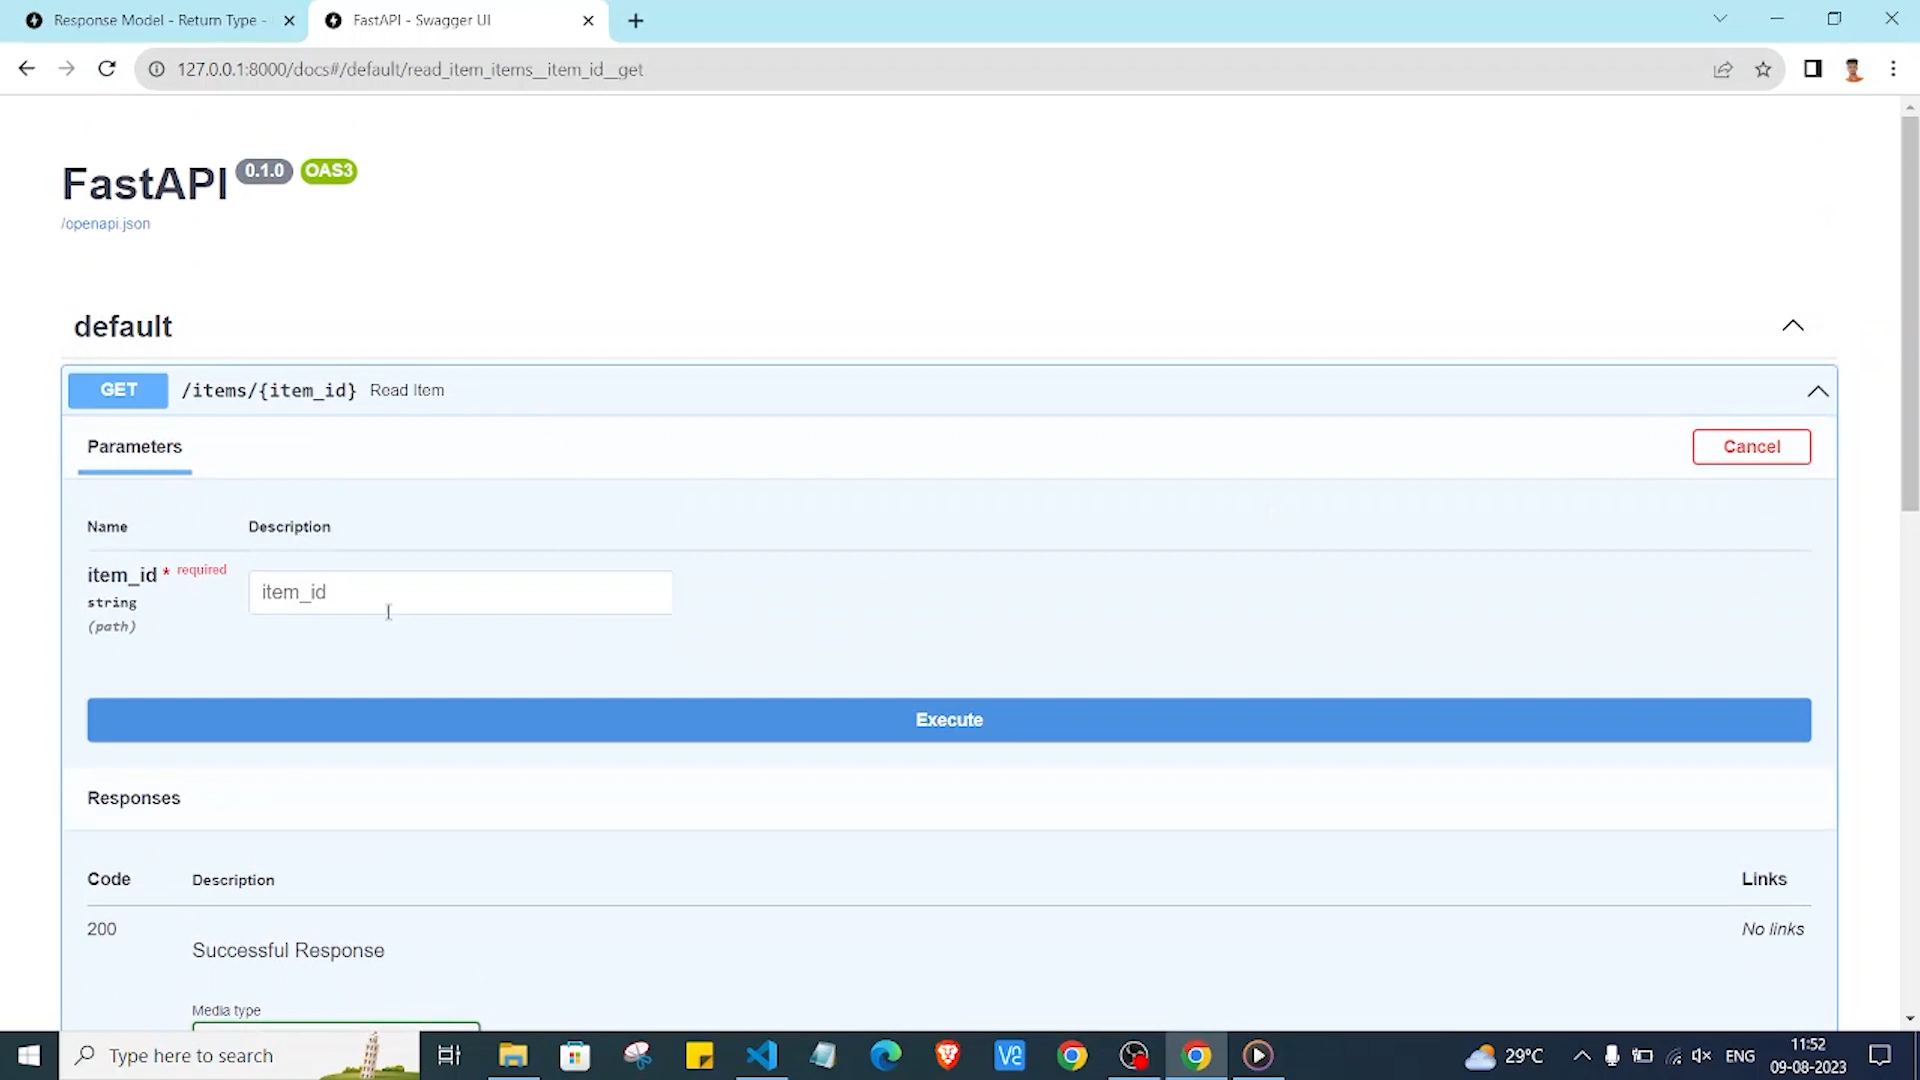 Response Model - Return Type -
FastAPI - Swagger UI
127.0.0.1:8000/docs#/default/read_item_items__item_id__get
FastAPI 0.1.0 OAS3
/openapi.json
default
GET /items/{item_id} Read Item
Parameters
Cancel
Name Description
item_id * required
string
(path)
item_id
Execute
Responses
Code Description Links
200 No links
Successful Response
Media type
Type here to search
29°C
ENG
11:52
09-08-2023